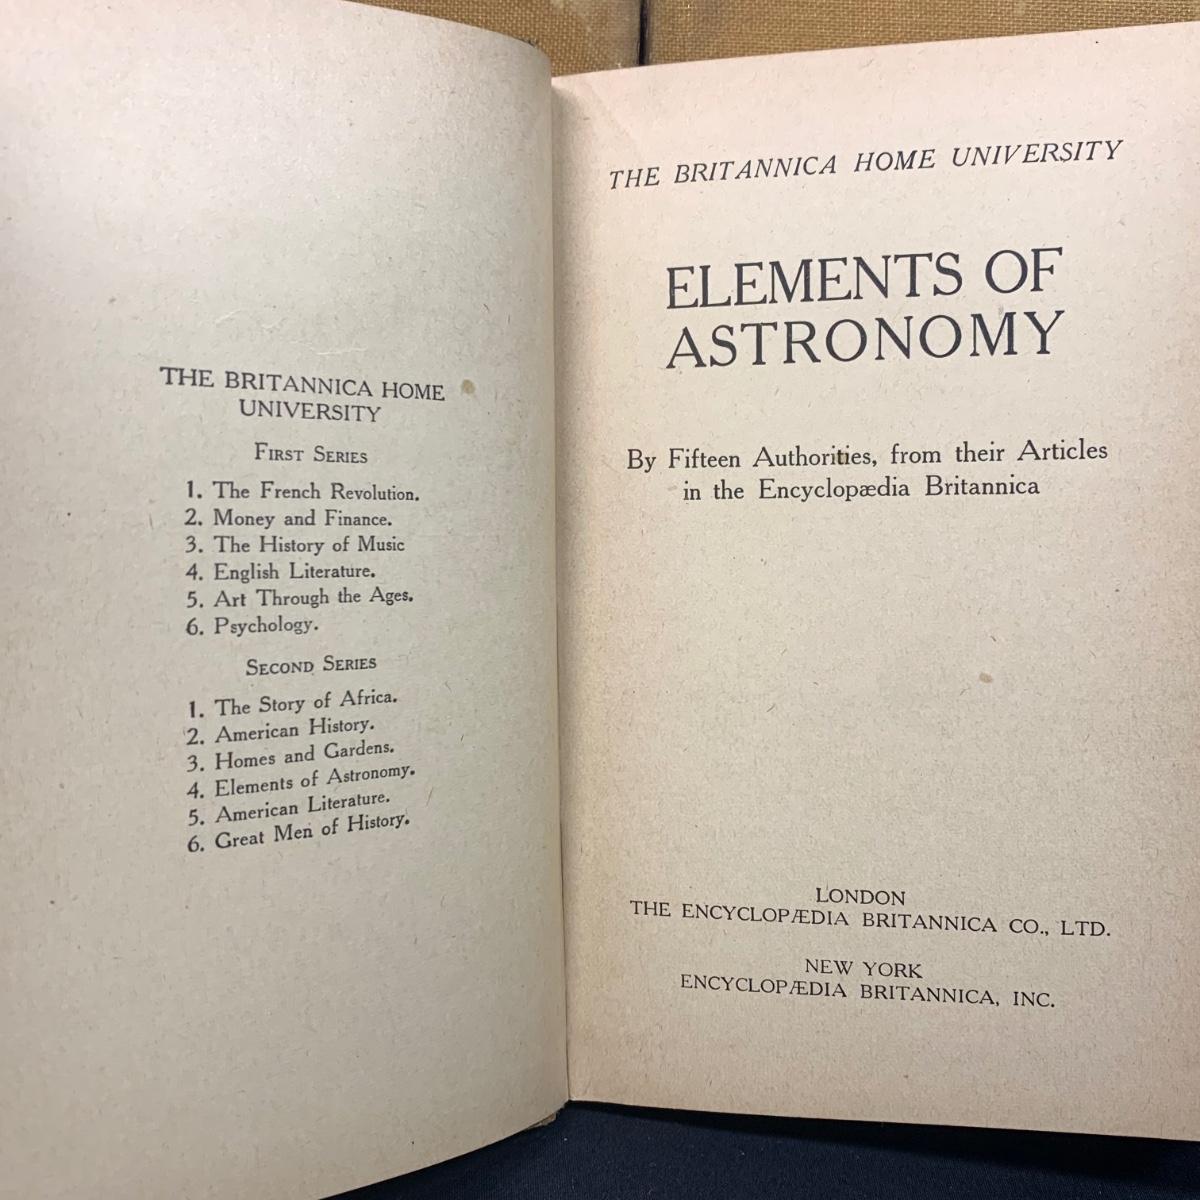 THE BRITANNICA HOME
UNIVERSITY
FIRST SERIES
1. The French Revolution.
2. Money and Finance.
3. The History of Music
4. English Literature.
5. Art Through the Ages.
6. Psychology.
SECOND SERIES
1. The Story of Africa.
2. American History.
3. Homes and Gardens.
4. Elements of Astronomy.
5. American Literature.
6. Great Men of History.
THE BRITANNICA HOME UNIVERSITY
ELEMENTS OF
ASTRONOMY
By Fifteen Authorities, from their Articles
in the Encyclopædia Britannica
LONDON
THE ENCYCLOPÆDIA BRITANNICA CO., LTD.
NEW YORK
ENCYCLOPÆDIA BRITANNICA, INC.